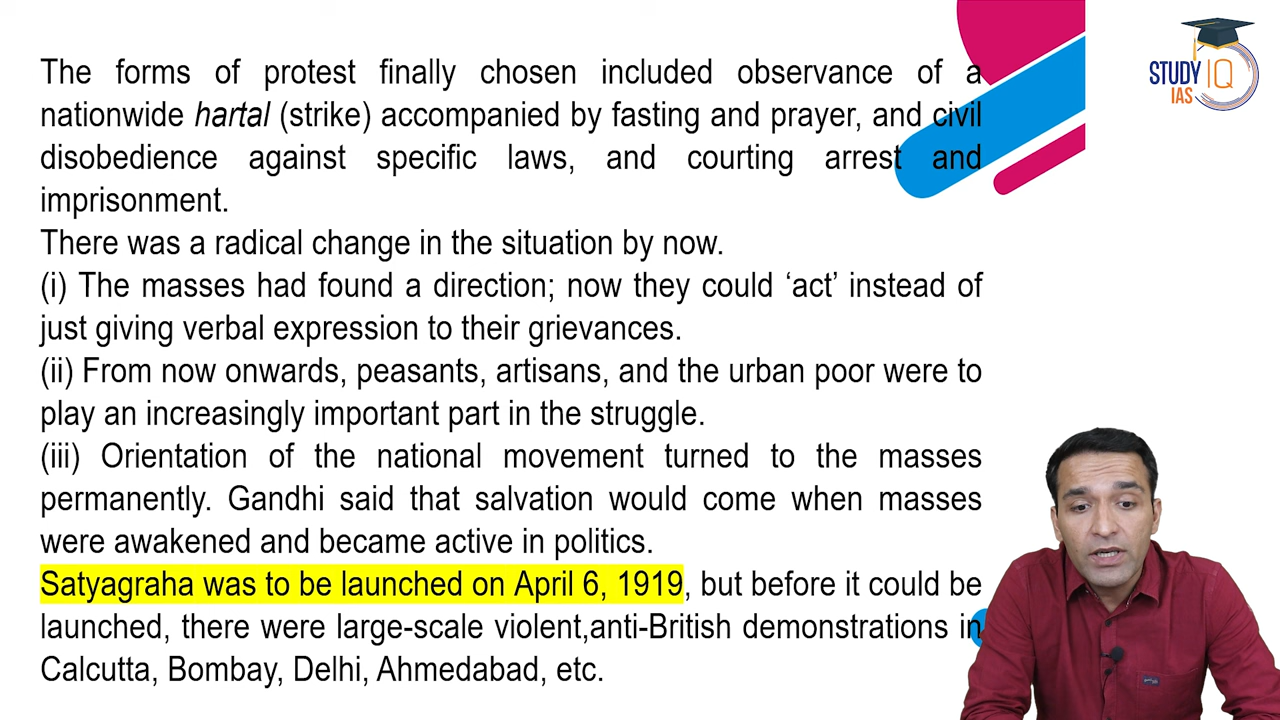 The forms of protest finally chosen included observance of a
nationwide hartal (strike) accompanied by fasting and prayer, and civil
disobedience against specific laws, and courting arrest and
imprisonment.
There was a radical change in the situation by now.
(i) The masses had found a direction; now they could ‘act’ instead of
just giving verbal expression to their grievances.
(ii) From now onwards, peasants, artisans, and the urban poor were to
play an increasingly important part in the struggle.
(iii) Orientation of the national movement turned to the masses
permanently. Gandhi said that salvation would come when masses
were awakened and became active in politics.
Satyagraha was to be launched on April 6, 1919, but before it could be
launched, there were large-scale violent,anti-British demonstrations in
Calcutta, Bombay, Delhi, Ahmedabad, etc.
STUDY IQ
IAS